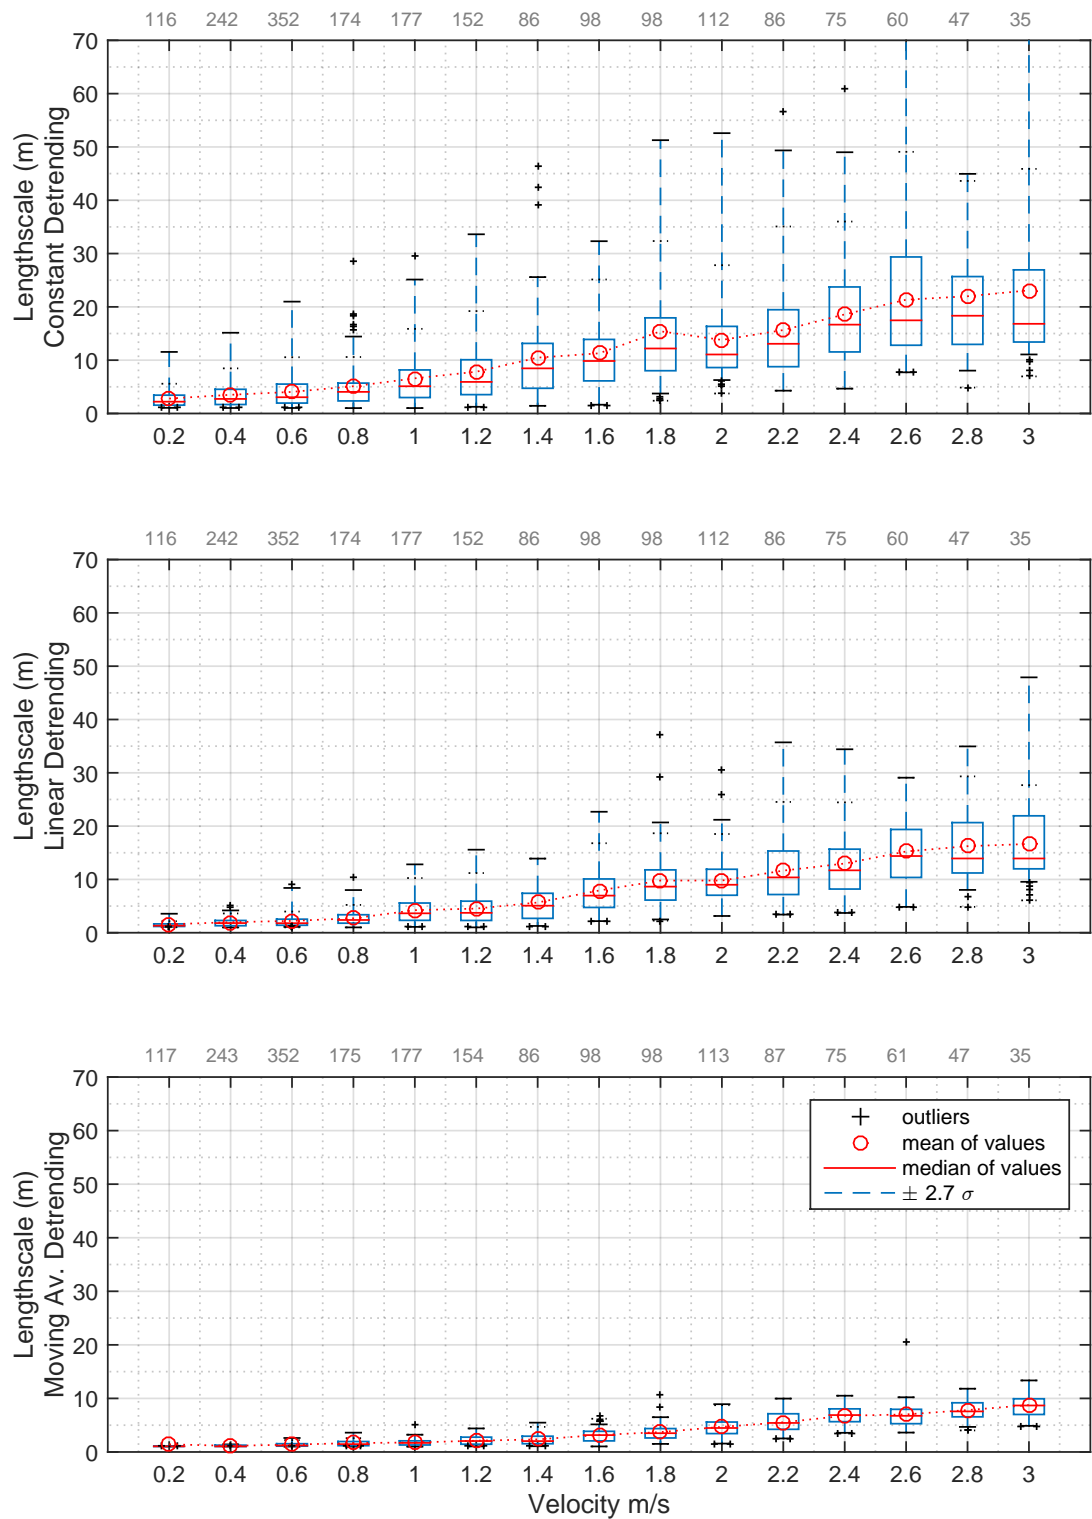 116 242 352 174 177 152 86 98 98 112 86 75 60 47 35
70
60
50
40
30
20
10
0
Lengthscale (m)
Constant Detrending
0.2 0.4 0.6 0.8 1 1.2 1.4 1.6 1.8 2 2.2 2.4 2.6 2.8 3
116 242 352 174 177 152 86 98 98 112 86 75 60 47 35
70
60
50
40
30
20
10
0
Lengthscale (m)
Linear Detrending
0.2 0.4 0.6 0.8 1 1.2 1.4 1.6 1.8 2 2.2 2.4 2.6 2.8 3
117 243 352 175 177 154 86 98 98 113 87 75 61 47 35
70
60
50
40
30
20
10
0
Lengthscale (m)
Moving Av. Detrending
outliers
mean of values
median of values
± 2.7 σ
0.2 0.4 0.6 0.8 1 1.2 1.4 1.6 1.8 2 2.2 2.4 2.6 2.8 3
Velocity m/s